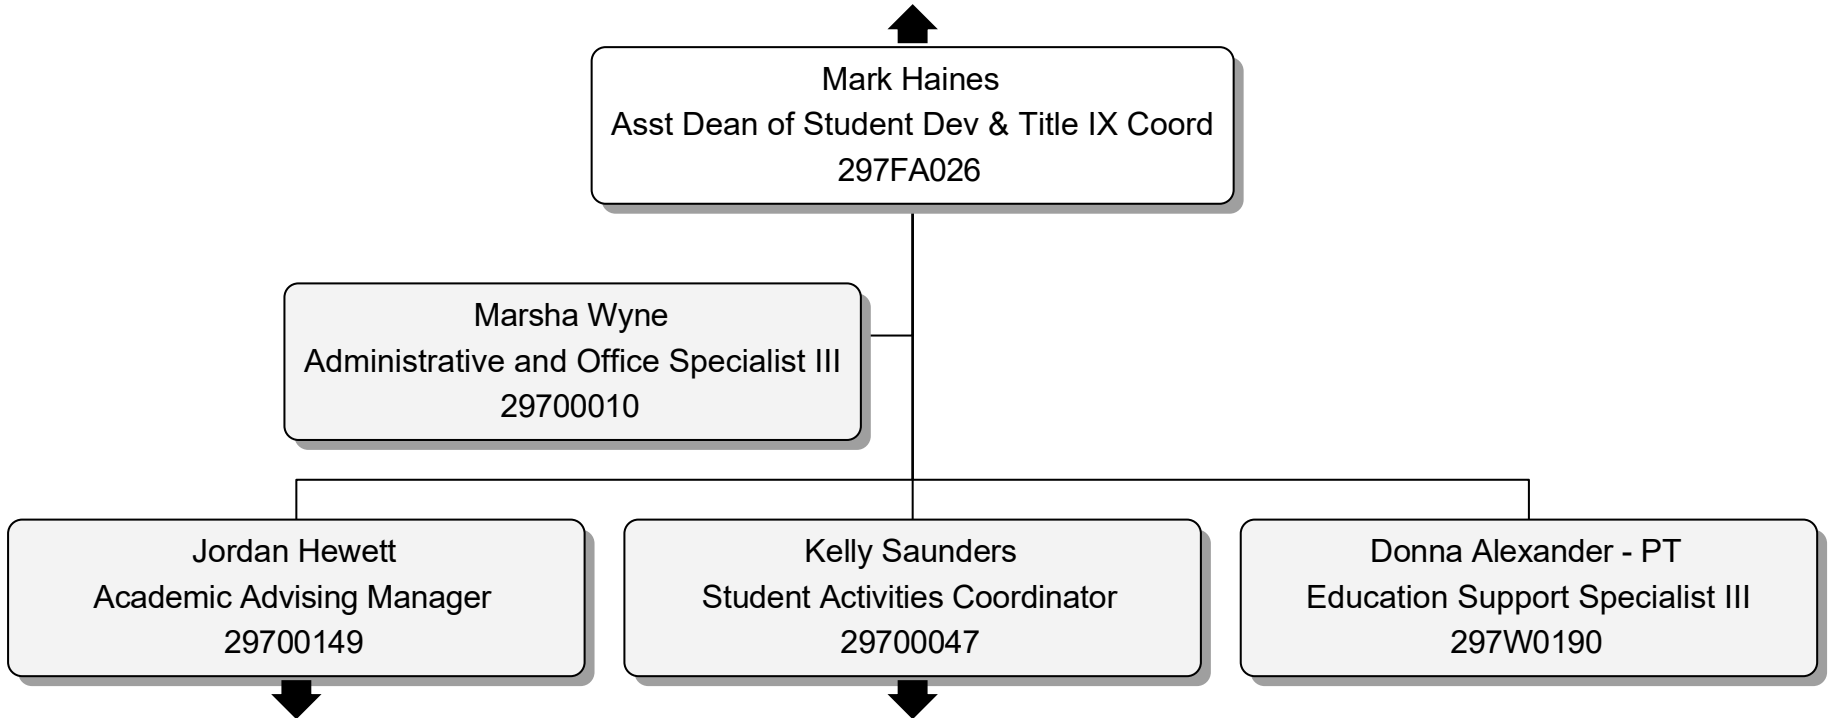 Mark Haines
Asst Dean of Student Dev & Title IX Coord
297FA026
Marsha Wyne
Administrative and Office Specialist III
29700010
Jordan Hewett
Academic Advising Manager
29700149
Kelly Saunders
Student Activities Coordinator
29700047
Donna Alexander - PT
Education Support Specialist III
297W0190